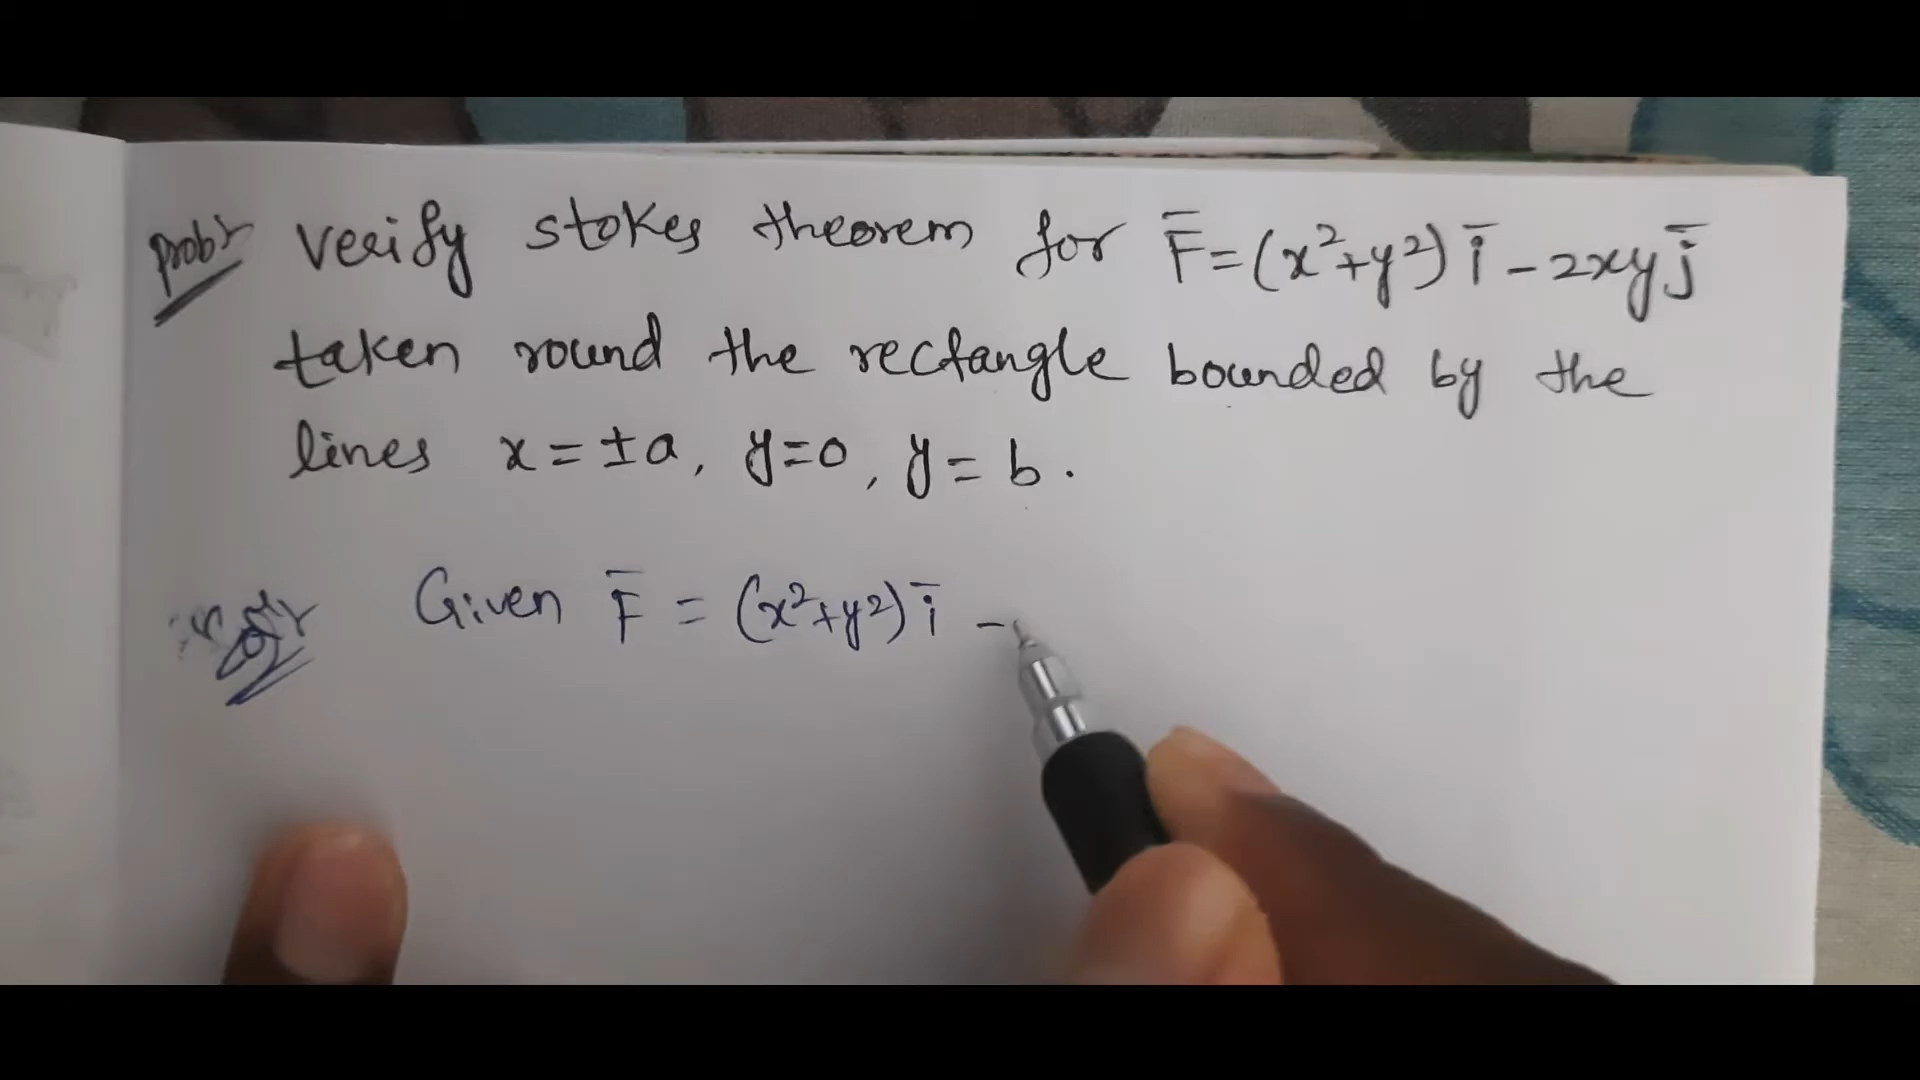 prob:- Verify stokes theorem for F̅ = (x²+y²) i̅ - 2xy j̅
taken round the rectangle bounded by the
lines x = ±a, y=0, y = b.
Given F̅ = (x²+y²) i̅ -